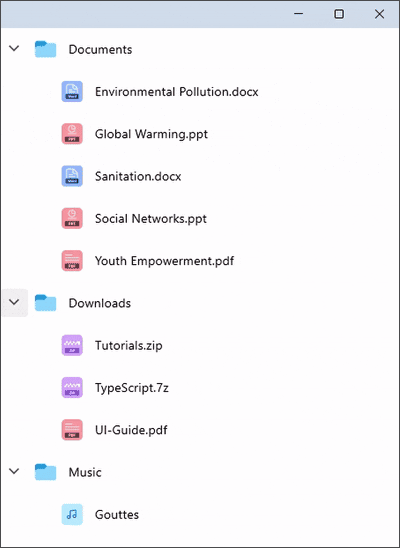 Documents
Environmental Pollution.docx
Global Warming.ppt
Sanitation.docx
Social Networks.ppt
Youth Empowerment.pdf
Downloads
Tutorials.zip
TypeScript.7z
UI-Guide.pdf
Music
Gouttes